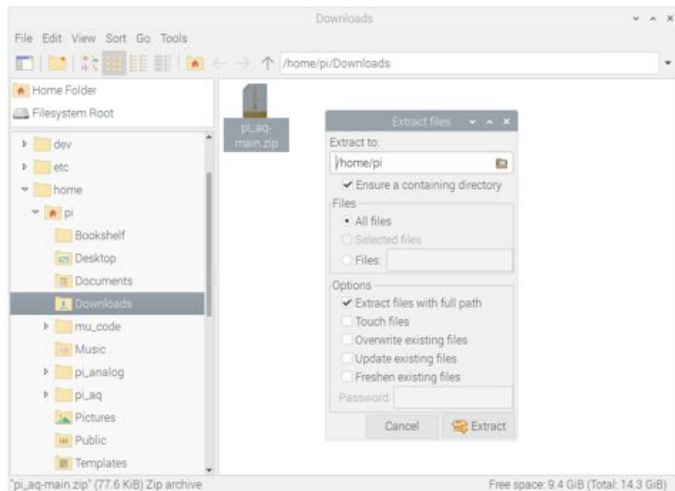 Downloads
File Edit View Sort Go Tools
/home/pi/Downloads
Home Folder
Filesystem Root
dev
etc
home
pi
Bookshelf
Desktop
Documents
Downloads
mu_code
Music
pi_analog
pi_aq
Pictures
Public
Templates
pi_aq-
main.zip
Extract files
Extract to:
/home/pi
Ensure a containing directory
Files
All files
Selected files
Files:
Options
Extract files with full path
Touch files
Overwrite existing files
Update existing files
Freshen existing files
Password:
Cancel Extract
"pi_aq-main.zip" (77.6 KiB) Zip archive
Free space: 9.4 GiB (Total: 14.3 GiB)